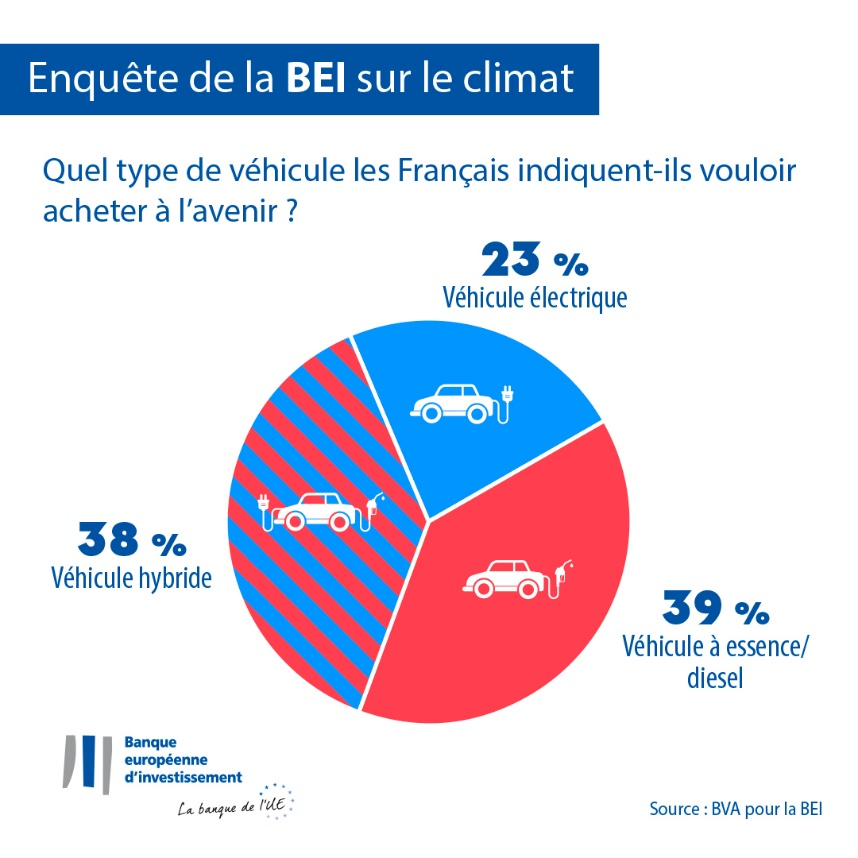 Enquête de la BEI sur le climat
Quel type de véhicule les Français indiquent-ils vouloir
acheter à l’avenir ?
23 %
Véhicule électrique
38 %
Véhicule hybride
39 %
Véhicule à essence/
diesel
Banque
européenne
d’investissement
La banque de l’UE
Source : BVA pour la BEI